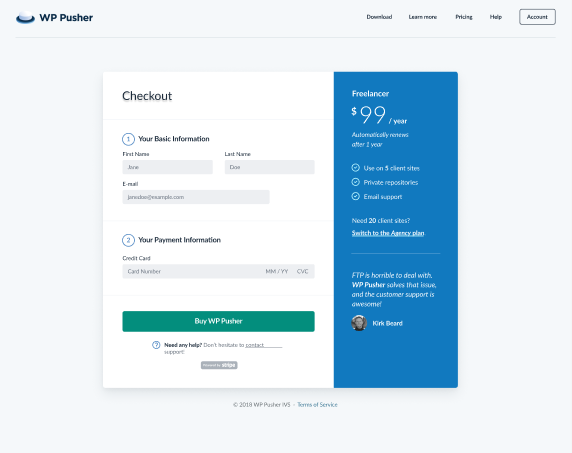 WP Pusher
Download Learn more Pricing Help Account
Checkout
1 Your Basic Information
First Name Last Name
Jane Doe
E-mail
janedoe@example.com
2 Your Payment Information
Credit Card
Card Number MM / YY CVC
Buy WP Pusher
? Need any help? Don't hesitate to contact
support!
Powered by stripe
Freelancer
$99 / year
Automatically renews
after 1 year
Use on 5 client sites
Private repositories
Email support
Need 20 client sites?
Switch to the Agency plan
FTP is horrible to deal with,
WP Pusher solves that issue,
and the customer support is
awesome!
Kirk Beard
© 2018 WP Pusher IVS - Terms of Service